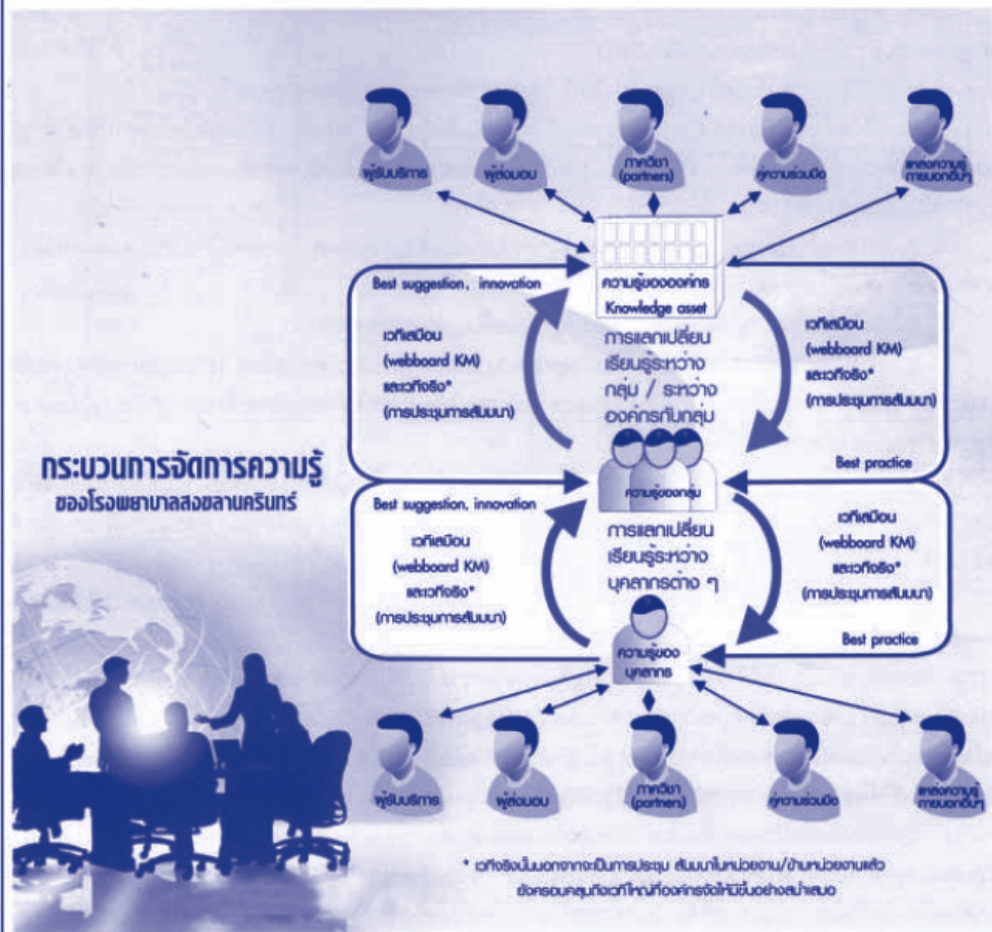 ผู้รับบริการ
ผู้ส่งมอบ
ภาควิชา
(partners)
คู่ความร่วมมือ
แหล่งความรู้
ภายนอกอื่นๆ
Best suggestion, innovation
ความรู้ขององค์กร
Knowledge asset
เวทีเสมือน
(webboard KM)
และเวทีจริง*
(การประชุมการสัมมนา)
การแลกเปลี่ยน
เรียนรู้ระหว่าง
กลุ่ม / ระหว่าง
องค์กรกับกลุ่ม
เวทีเสมือน
(webboard KM)
และเวทีจริง*
(การประชุมการสัมมนา)
Best practice
กระบวนการจัดการความรู้
ของโรงพยาบาลสงขลานครินทร์
ความรู้ของกลุ่ม
Best suggestion, innovation
เวทีเสมือน
(webboard KM)
และเวทีจริง*
(การประชุมการสัมมนา)
การแลกเปลี่ยน
เรียนรู้ระหว่าง
บุคลากรต่าง ๆ
เวทีเสมือน
(webboard KM)
และเวทีจริง*
(การประชุมการสัมมนา)
Best practice
ความรู้ของ
บุคลากร
ผู้รับบริการ
ผู้ส่งมอบ
ภาควิชา
(partners)
คู่ความร่วมมือ
แหล่งความรู้
ภายนอกอื่นๆ
* เวทีจริงนั้นนอกจากจะเป็นการประชุม สัมมนาในหน่วยงาน/ข้ามหน่วยงานแล้ว
ยังครอบคลุมถึงเวทีใหญ่ที่องค์กรจัดให้มีขึ้นอย่างสม่ำเสมอ